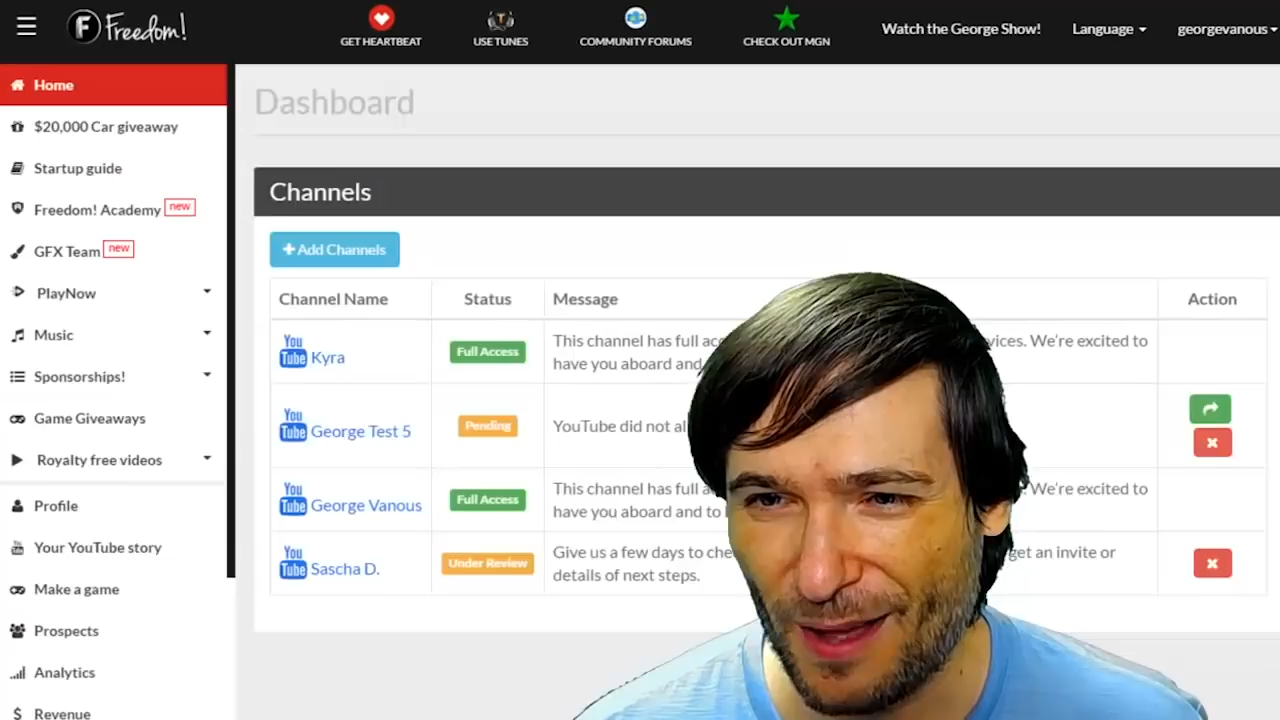 Freedom!
GET HEARTBEAT
USE TUNES
COMMUNITY FORUMS
CHECK OUT MGN
Watch the George Show!
Language
georgevanous
Home
$20,000 Car giveaway
Startup guide
Freedom! Academy new
GFX Team new
PlayNow
Music
Sponsorships!
Game Giveaways
Royalty free videos
Profile
Your YouTube story
Make a game
Prospects
Analytics
$ Revenue
Dashboard
Channels
+ Add Channels
Channel Name Status Message Action
You Tube Kyra Full Access This channel has full We're excited to
have you aboard and
You Tube George Test 5 Pending YouTube did not
You Tube George Vanous Full Access This channel has full We're excited to
have you aboard and to
You Tube Sascha D. Under Review Give us a few days to get an invite or
details of next steps.